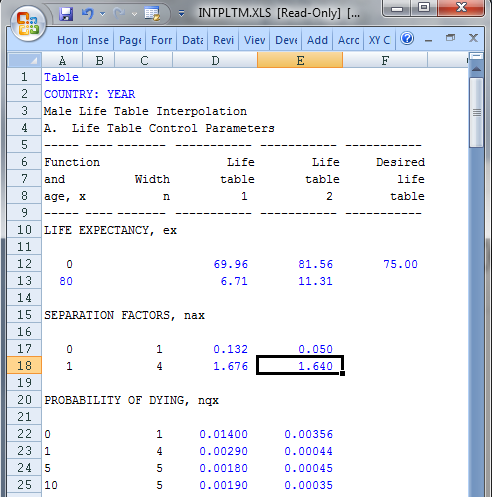 INTPLTM.XLS [Read-Only] [...
Hon Inse Page Forr Data Revi Viev Deve Add Acrc XY C
A B C D E F
1 Table
2 COUNTRY: YEAR
3 Male Life Table Interpolation
4 A. Life Table Control Parameters
5 ----- ---- ------- ----------- ----------- -----------
6 Function Life Life Desired
7 and Width table table life
8 age, x n 1 2 table
9 ----- ---- ------- ----------- ----------- -----------
10 LIFE EXPECTANCY, ex
11
12 0 69.96 81.56 75.00
13 80 6.71 11.31
14
15 SEPARATION FACTORS, nax
16
17 0 1 0.132 0.050
18 1 4 1.676 1.640
19
20 PROBABILITY OF DYING, nqx
21
22 0 1 0.01400 0.00356
23 1 4 0.00290 0.00044
24 5 5 0.00180 0.00045
25 10 5 0.00190 0.00035